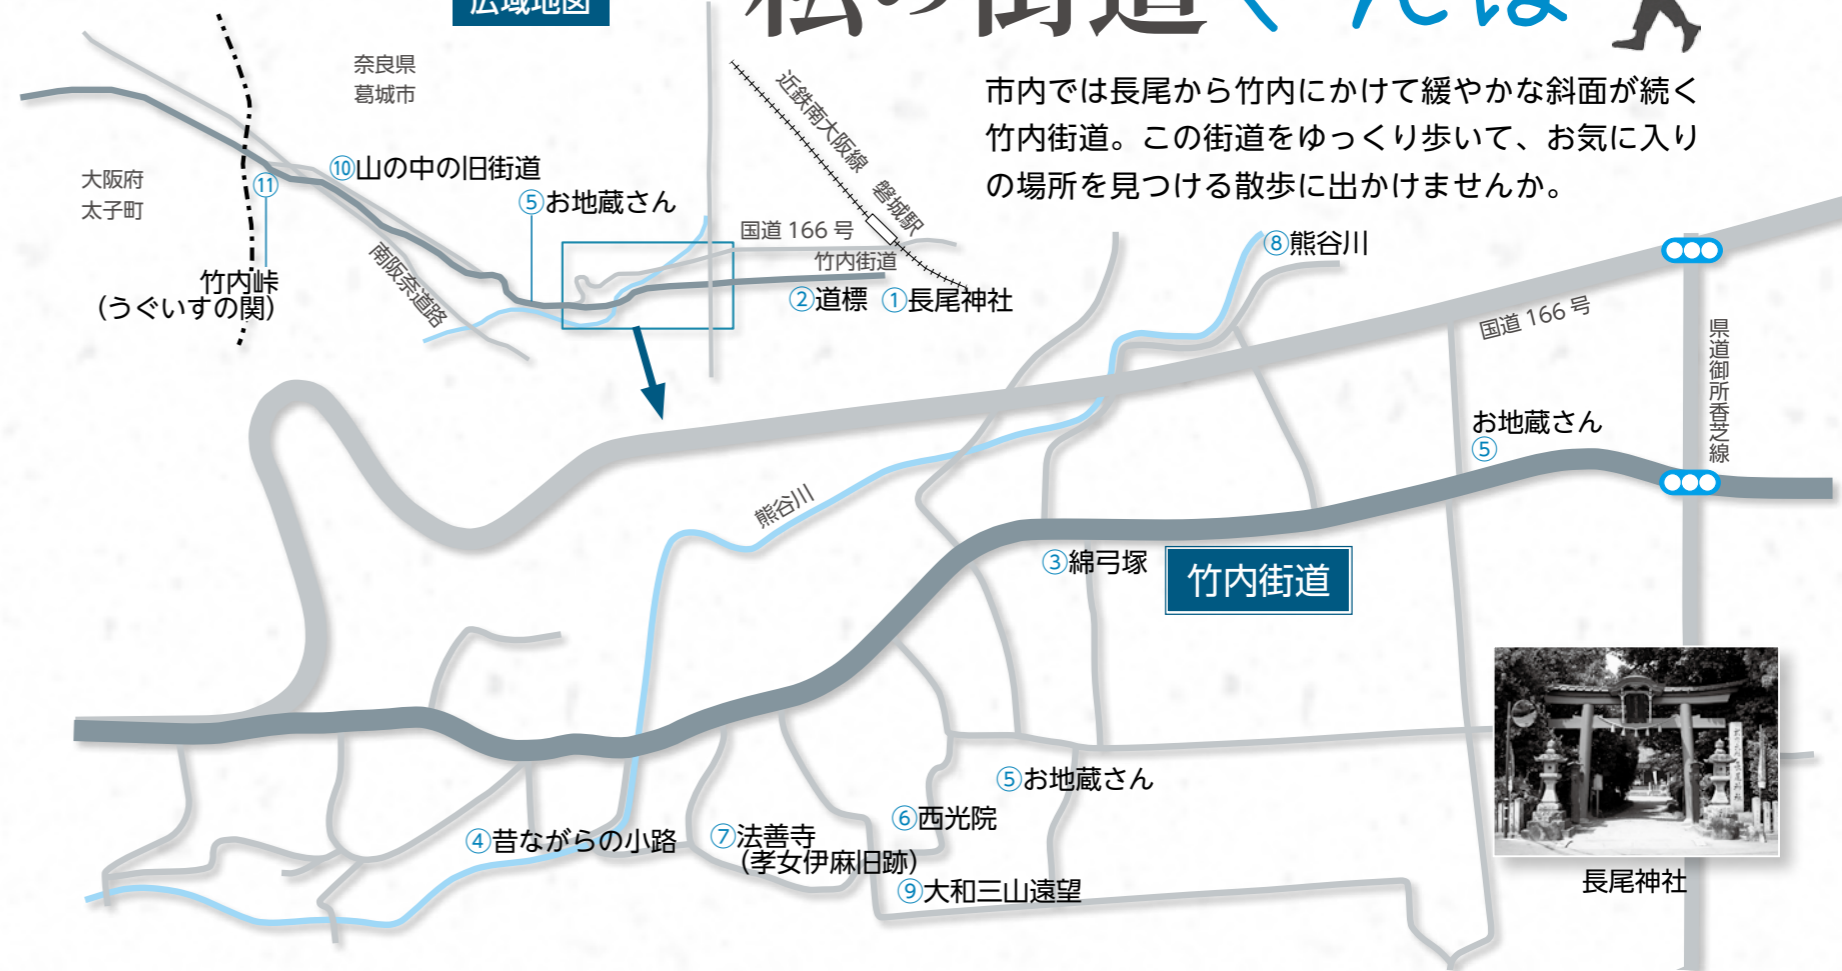 広域地図
私の街道
市内では長尾から竹内にかけて緩やかな斜面が続く
竹内街道。この街道をゆっくり歩いて、お気に入り
の場所を見つける散歩に出かけませんか。
奈良県
葛城市
大阪府
太子町
⑪
竹内峠
(うぐいすの関)
⑩山の中の旧街道
⑤お地蔵さん
南阪奈道路
近鉄南大阪線
磐城駅
国道 166 号
竹内街道
②道標
①長尾神社
⑧熊谷川
国道 166 号
県道御所香芝線
お地蔵さん
⑤
熊谷川
③綿弓塚
竹内街道
⑤お地蔵さん
⑥西光院
④昔ながらの小路
⑦法善寺
(孝女伊麻旧跡)
⑨大和三山遠望
長尾神社